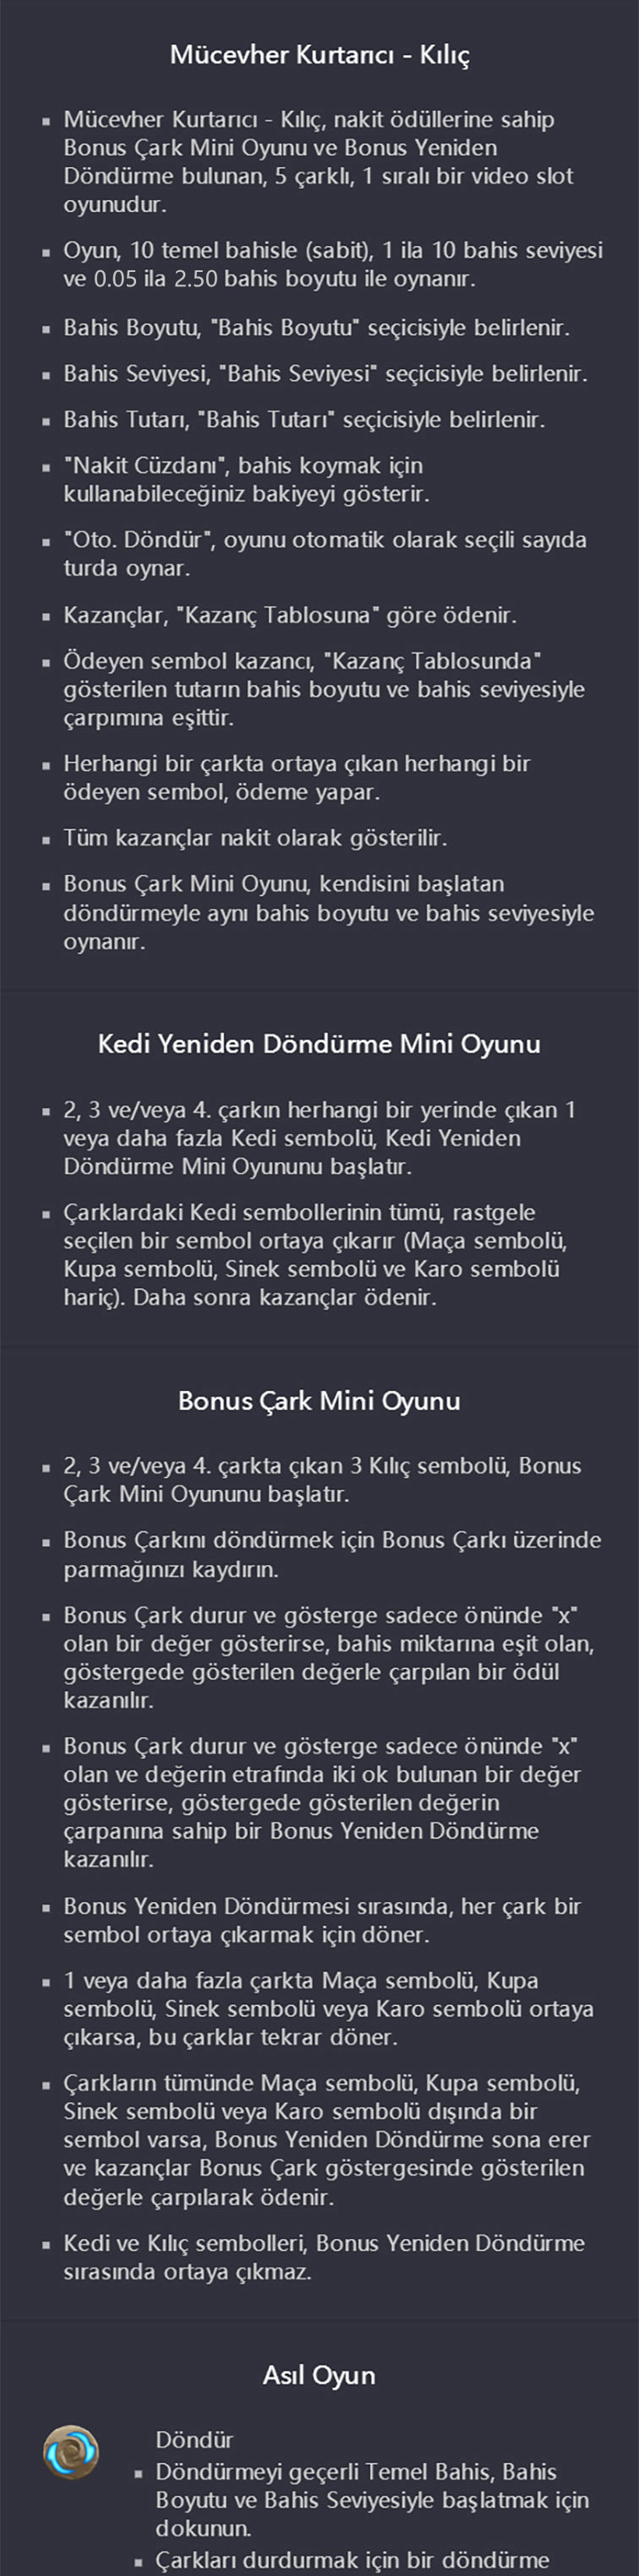 Mücevher Kurtarıcı - Kılıç
▪ Mücevher Kurtarıcı - Kılıç, nakit ödüllerine sahip
Bonus Çark Mini Oyunu ve Bonus Yeniden
Döndürme bulunan, 5 çarklı, 1 sıralı bir video slot
oyunudur.
▪ Oyun, 10 temel bahisle (sabit), 1 ila 10 bahis seviyesi
ve 0.05 ila 2.50 bahis boyutu ile oynanır.
▪ Bahis Boyutu, "Bahis Boyutu" seçicisiyle belirlenir.
▪ Bahis Seviyesi, "Bahis Seviyesi" seçicisiyle belirlenir.
▪ Bahis Tutarı, "Bahis Tutarı" seçicisiyle belirlenir.
▪ "Nakit Cüzdanı", bahis koymak için
kullanabileceğiniz bakiyeyi gösterir.
▪ "Oto. Döndür", oyunu otomatik olarak seçili sayıda
turda oynar.
▪ Kazançlar, "Kazanç Tablosuna" göre ödenir.
▪ Ödeyen sembol kazancı, "Kazanç Tablosunda"
gösterilen tutarın bahis boyutu ve bahis seviyesiyle
çarpımına eşittir.
▪ Herhangi bir çarkta ortaya çıkan herhangi bir
ödeyen sembol, ödeme yapar.
▪ Tüm kazançlar nakit olarak gösterilir.
▪ Bonus Çark Mini Oyunu, kendisini başlatan
döndürmeyle aynı bahis boyutu ve bahis seviyesiyle
oynanır.
Kedi Yeniden Döndürme Mini Oyunu
▪ 2, 3 ve/veya 4. çarkın herhangi bir yerinde çıkan 1
veya daha fazla Kedi sembolü, Kedi Yeniden
Döndürme Mini Oyununu başlatır.
▪ Çarklardaki Kedi sembollerinin tümü, rastgele
seçilen bir sembol ortaya çıkarır (Maça sembolü,
Kupa sembolü, Sinek sembolü ve Karo sembolü
hariç). Daha sonra kazançlar ödenir.
Bonus Çark Mini Oyunu
▪ 2, 3 ve/veya 4. çarkta çıkan 3 Kılıç sembolü, Bonus
Çark Mini Oyununu başlatır.
▪ Bonus Çarkını döndürmek için Bonus Çarkı üzerinde
parmağınızı kaydırın.
▪ Bonus Çark durur ve gösterge sadece önünde "x"
olan bir değer gösterirse, bahis miktarına eşit olan,
göstergede gösterilen değerle çarpılan bir ödül
kazanılır.
▪ Bonus Çark durur ve gösterge sadece önünde "x"
olan ve değerin etrafında iki ok bulunan bir değer
gösterirse, göstergede gösterilen değerin
çarpanına sahip bir Bonus Yeniden Döndürme
kazanılır.
▪ Bonus Yeniden Döndürmesi sırasında, her çark bir
sembol ortaya çıkarmak için döner.
▪ 1 veya daha fazla çarkta Maça sembolü, Kupa
sembolü, Sinek sembolü veya Karo sembolü ortaya
çıkarsa, bu çarklar tekrar döner.
▪ Çarkların tümünde Maça sembolü, Kupa sembolü,
Sinek sembolü veya Karo sembolü dışında bir
sembol varsa, Bonus Yeniden Döndürme sona erer
ve kazançlar Bonus Çark göstergesinde gösterilen
değerle çarpılarak ödenir.
▪ Kedi ve Kılıç sembolleri, Bonus Yeniden Döndürme
sırasında ortaya çıkmaz.
Asıl Oyun
Döndür
▪ Döndürmeyi geçerli Temel Bahis, Bahis
Boyutu ve Bahis Seviyesiyle başlatmak için
dokunun.
▪ Çarkları durdurmak için bir döndürme